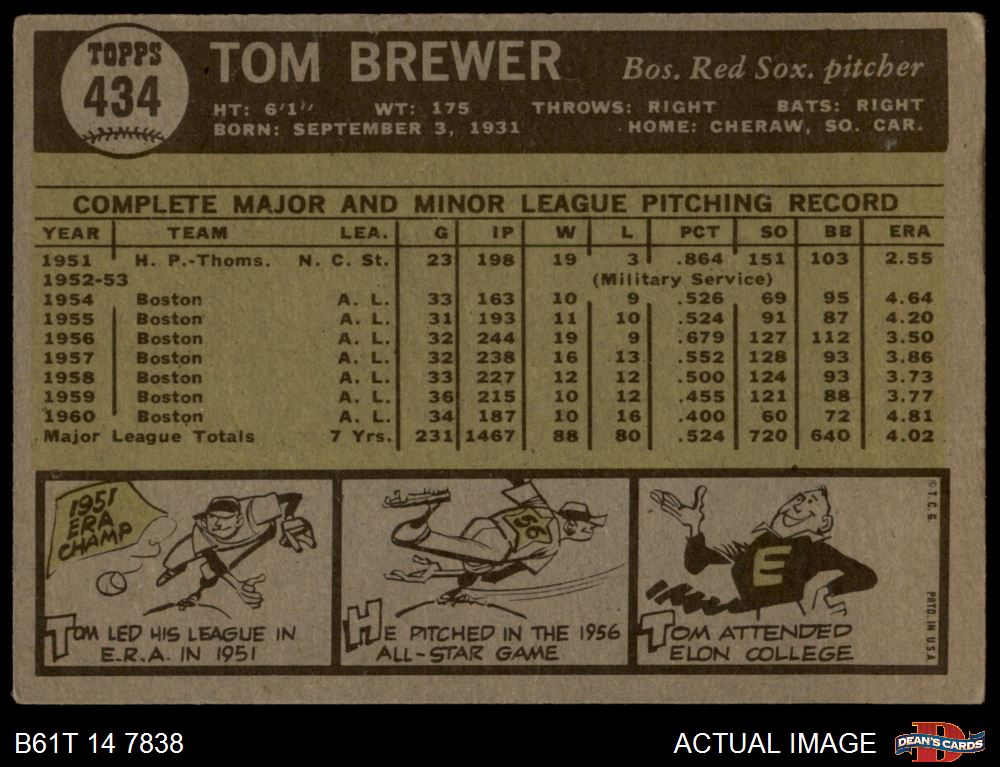 TOPPS
434
TOM BREWER
Bos. Red Sox. pitcher
HT: 6'1" WT: 175 THROWS: RIGHT BATS: RIGHT
BORN: SEPTEMBER 3, 1931 HOME: CHERAW, SO. CAR.
COMPLETE MAJOR AND MINOR LEAGUE PITCHING RECORD
YEAR TEAM LEA. G IP W L PCT SO BB ERA
1951 H. P.-Thoms. N. C. St. 23 198 19 3 .864 151 103 2.55
1952-53 (Military Service)
1954 Boston A. L. 33 163 10 9 .526 69 95 4.64
1955 Boston A. L. 31 193 11 10 .524 91 87 4.20
1956 Boston A. L. 32 244 19 9 .679 127 112 3.50
1957 Boston A. L. 32 238 16 13 .552 128 93 3.86
1958 Boston A. L. 33 227 12 12 .500 124 93 3.73
1959 Boston A. L. 36 215 10 12 .455 121 88 3.77
1960 Boston A. L. 34 187 10 16 .400 60 72 4.81
Major League Totals 7 Yrs. 231 1467 88 80 .524 720 640 4.02
1951
ERA
CHAMP
TOM LED HIS LEAGUE IN
E.R.A. IN 1951
56
HE PITCHED IN THE 1956
ALL-STAR GAME
E
TOM ATTENDED
ELON COLLEGE
© T. C. G.
PRTD. IN U.S.A.
B61T 14 7838
ACTUAL IMAGE
D
DEAN'S CARDS